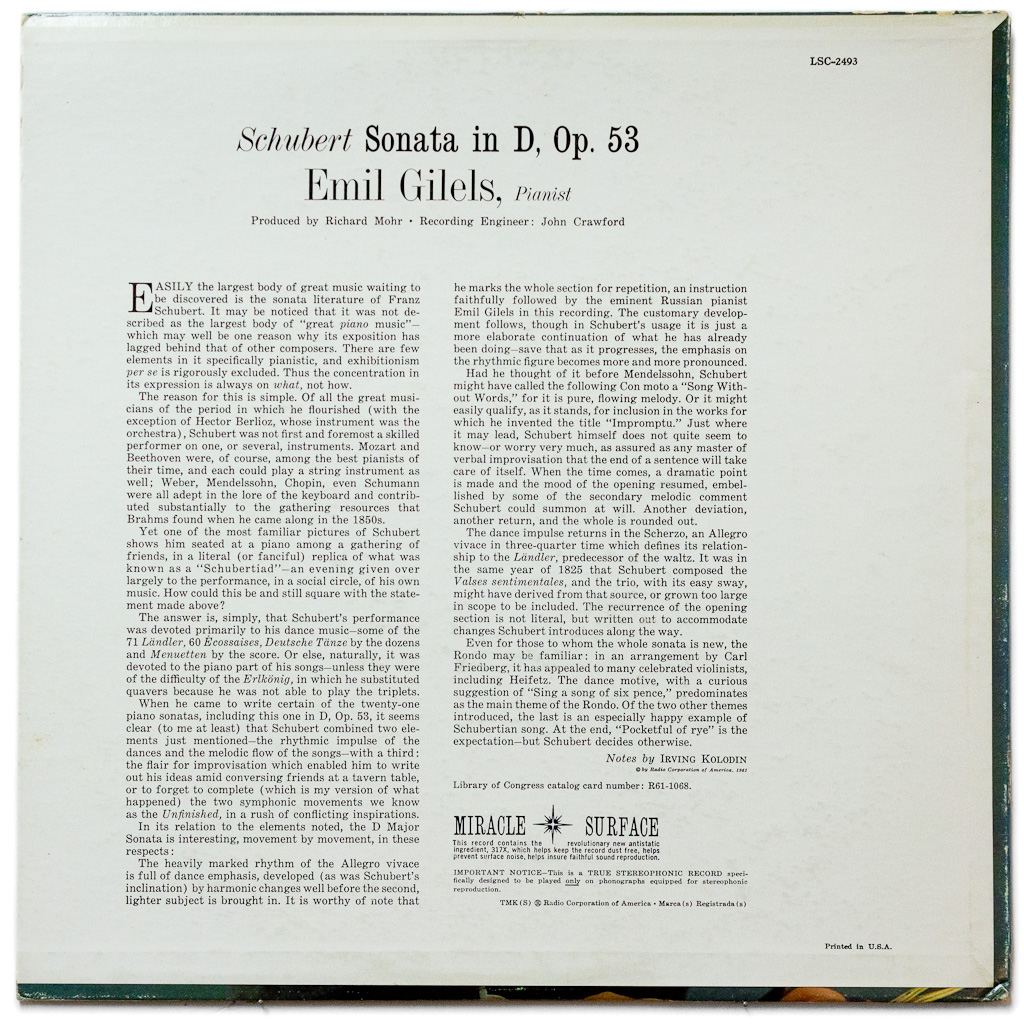 LSC–2493
Schubert Sonata in D, Op. 53
Emil Gilels, Pianist
Produced by Richard Mohr • Recording Engineer: John Crawford
EASILY the largest body of great music waiting to
be discovered is the sonata literature of Franz
Schubert. It may be noticed that it was not de-
scribed as the largest body of “great piano music”—
which may well be one reason why its exposition has
lagged behind that of other composers. There are few
elements in it specifically pianistic, and exhibitionism
per se is rigorously excluded. Thus the concentration in
its expression is always on what, not how.
The reason for this is simple. Of all the great musi-
cians of the period in which he flourished (with the
exception of Hector Berlioz, whose instrument was the
orchestra), Schubert was not first and foremost a skilled
performer on one, or several, instruments. Mozart and
Beethoven were, of course, among the best pianists of
their time, and each could play a string instrument as
well; Weber, Mendelssohn, Chopin, even Schumann
were all adept in the lore of the keyboard and contrib-
uted substantially to the gathering resources that
Brahms found when he came along in the 1850s.
Yet one of the most familiar pictures of Schubert
shows him seated at a piano among a gathering of
friends, in a literal (or fanciful) replica of what was
known as a “Schubertiad”—an evening given over
largely to the performance, in a social circle, of his own
music. How could this be and still square with the state-
ment made above?
The answer is, simply, that Schubert's performance
was devoted primarily to his dance music—some of the
71 Ländler, 60 Ecossaises, Deutsche Tänze by the dozens
and Menuetten by the score. Or else, naturally, it was
devoted to the piano part of his songs—unless they were
of the difficulty of the Erlkönig, in which he substituted
quavers because he was not able to play the triplets.
When he came to write certain of the twenty-one
piano sonatas, including this one in D, Op. 53, it seems
clear (to me at least) that Schubert combined two ele-
ments just mentioned—the rhythmic impulse of the
dances and the melodic flow of the songs—with a third:
the flair for improvisation which enabled him to write
out his ideas amid conversing friends at a tavern table,
or to forget to complete (which is my version of what
happened) the two symphonic movements we know
as the Unfinished, in a rush of conflicting inspirations.
In its relation to the elements noted, the D Major
Sonata is interesting, movement by movement, in these
respects:
The heavily marked rhythm of the Allegro vivace
is full of dance emphasis, developed (as was Schubert's
inclination) by harmonic changes well before the second,
lighter subject is brought in. It is worthy of note that
he marks the whole section for repetition, an instruction
faithfully followed by the eminent Russian pianist
Emil Gilels in this recording. The customary develop-
ment follows, though in Schubert's usage it is just a
more elaborate continuation of what he has already
been doing—save that as it progresses, the emphasis on
the rhythmic figure becomes more and more pronounced.
Had he thought of it before Mendelssohn, Schubert
might have called the following Con moto a “Song With-
out Words,” for it is pure, flowing melody. Or it might
easily qualify, as it stands, for inclusion in the works for
which he invented the title “Impromptu.” Just where
it may lead, Schubert himself does not quite seem to
know—or worry very much, as assured as any master of
verbal improvisation that the end of a sentence will take
care of itself. When the time comes, a dramatic point
is made and the mood of the opening resumed, embel-
lished by some of the secondary melodic comment
Schubert could summon at will. Another deviation,
another return, and the whole is rounded out.
The dance impulse returns in the Scherzo, an Allegro
vivace in three-quarter time which defines its relation-
ship to the Ländler, predecessor of the waltz. It was in
the same year of 1825 that Schubert composed the
Valses sentimentales, and the trio, with its easy sway,
might have derived from that source, or grown too large
in scope to be included. The recurrence of the opening
section is not literal, but written out to accommodate
changes Schubert introduces along the way.
Even for those to whom the whole sonata is new, the
Rondo may be familiar: in an arrangement by Carl
Friedberg, it has appealed to many celebrated violinists,
including Heifetz. The dance motive, with a curious
suggestion of “Sing a song of six pence,” predominates
as the main theme of the Rondo. Of the two other themes
introduced, the last is an especially happy example of
Schubertian song. At the end, “Pocketful of rye” is the
expectation—but Schubert decides otherwise.
Notes by IRVING KOLODIN
© by Radio Corporation of America, 1961
Library of Congress catalog card number: R61-1068.
MIRACLE SURFACE
This record contains the revolutionary new antistatic
ingredient, 317X, which helps keep the record dust free, helps
prevent surface noise, helps insure faithful sound reproduction.
IMPORTANT NOTICE—This is a TRUE STEREOPHONIC RECORD speci-
fically designed to be played only on phonographs equipped for stereophonic
reproduction.
TMK(S) ® Radio Corporation of America • Marca(s) Registrada(s)
Printed in U.S.A.